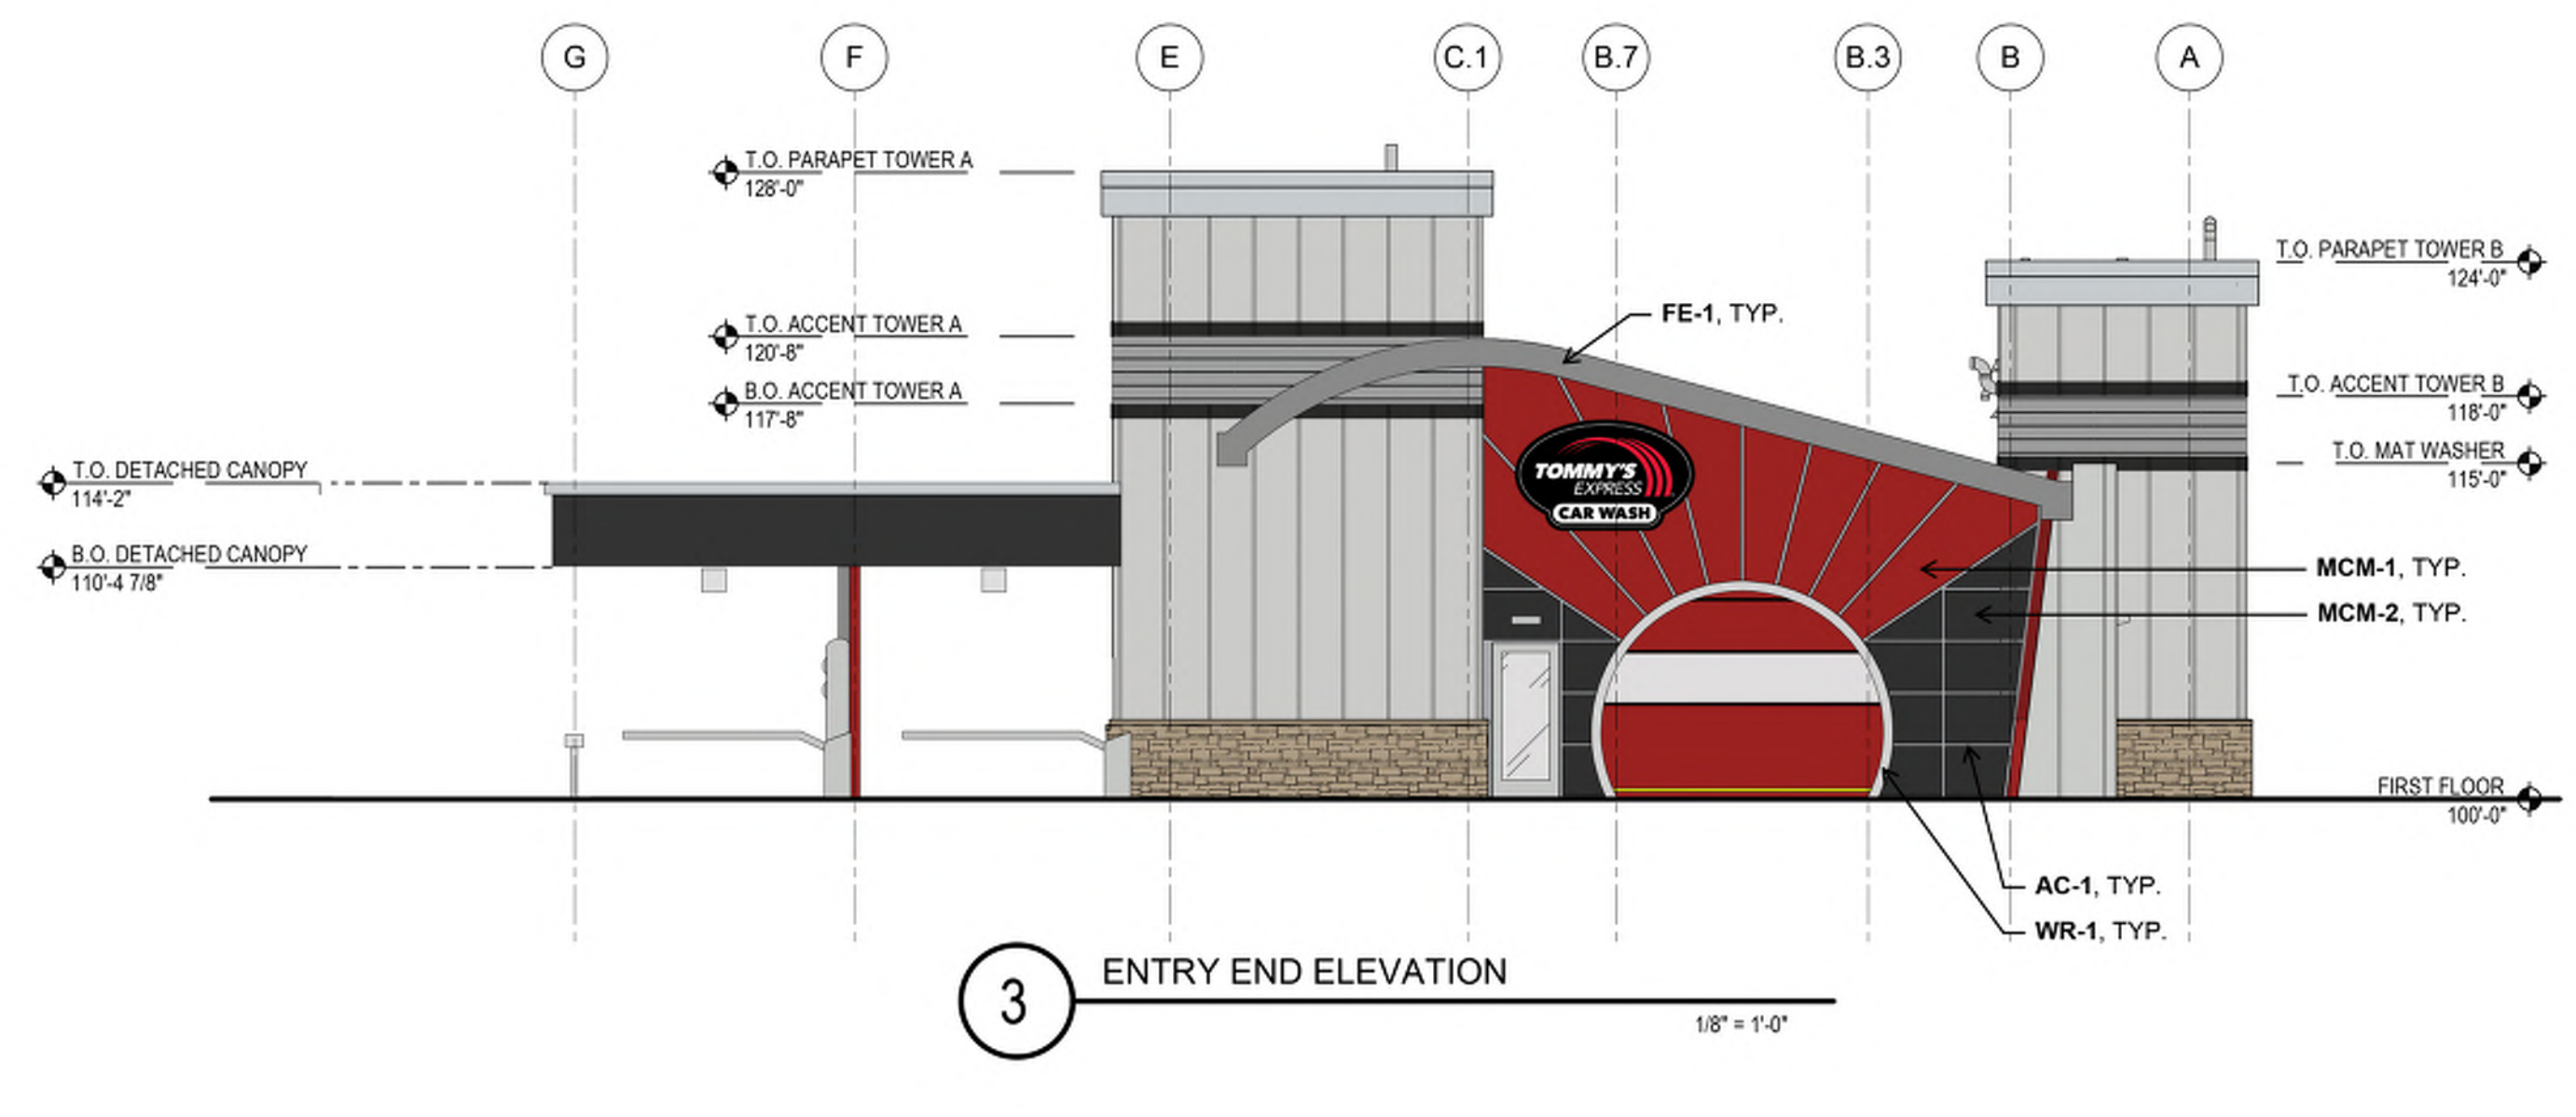 G F E C.1 B.7 B.3 B A
T.O. PARAPET TOWER A
128'-0"
T.O. PARAPET TOWER B
124'-0"
FE-1, TYP.
T.O. ACCENT TOWER A
120'-8"
B.O. ACCENT TOWER A
117'-8"
T.O. ACCENT TOWER B
118'-0"
T.O. MAT WASHER
115'-0"
T.O. DETACHED CANOPY
114'-2"
TOMMY'S
EXPRESS
CAR WASH
B.O. DETACHED CANOPY
110'-4 7/8"
MCM-1, TYP.
MCM-2, TYP.
FIRST FLOOR
100'-0"
AC-1, TYP.
WR-1, TYP.
3
ENTRY END ELEVATION
1/8" = 1'-0"